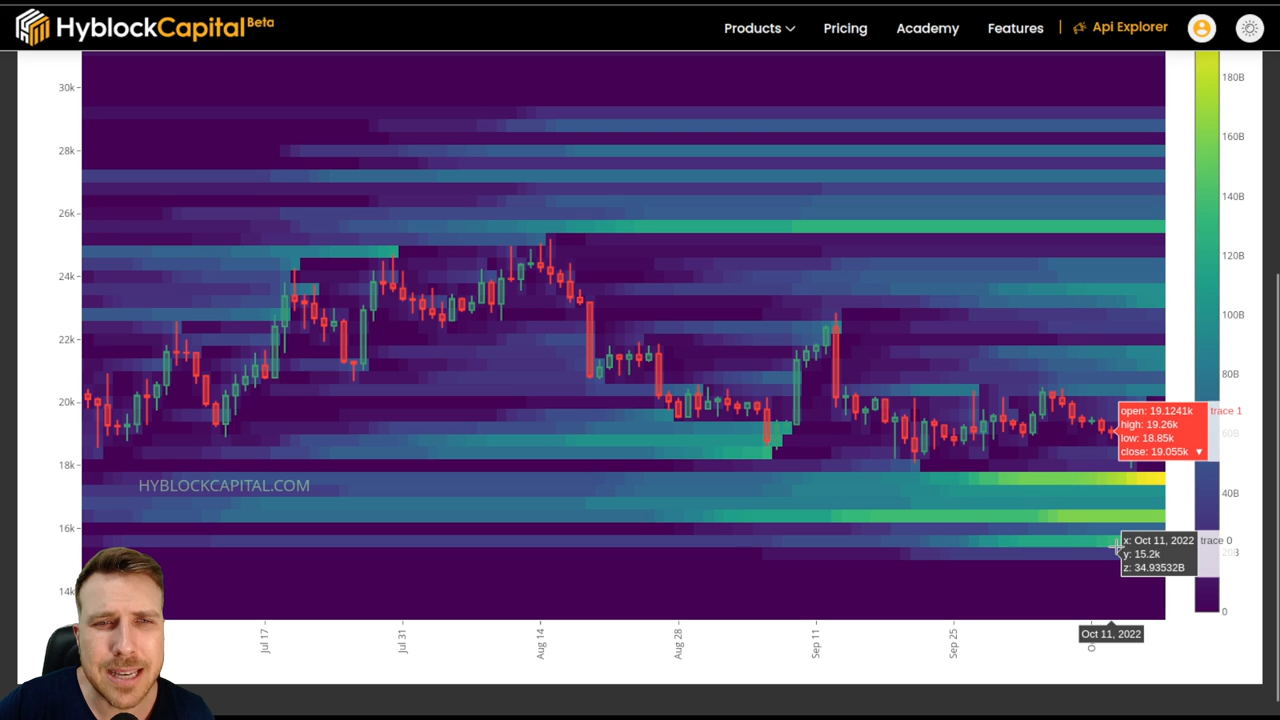 HyblockCapital Beta
Products
Pricing
Academy
Features
Api Explorer
30k
28k
26k
24k
22k
20k
18k
16k
14k
180B
160B
140B
120B
100B
80B
60B
40B
20B
0
open: 19.1241k
high: 19.26k
low: 18.85k
close: 19.055k ▼
trace 1
HYBLOCKCAPITAL.COM
x: Oct 11, 2022
y: 15.2k
z: 34.93532B
trace 0
Jul 17
Jul 31
Aug 14
Aug 28
Sep 11
Sep 25
Oct 11, 2022